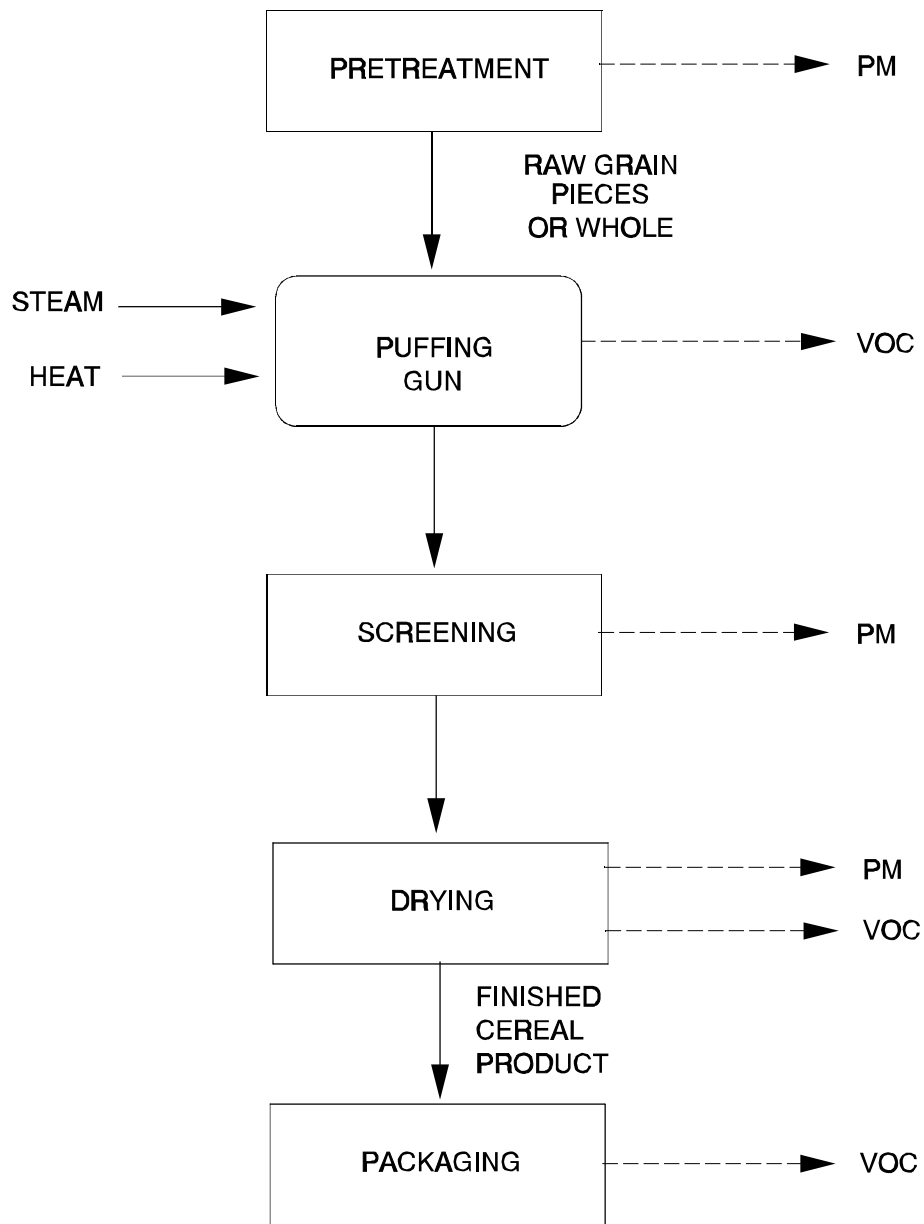 PRETREATMENT
PM
RAW GRAIN
PIECES
OR WHOLE
STEAM
HEAT
PUFFING
GUN
VOC
SCREENING
PM
DRYING
PM
VOC
FINISHED
CEREAL
PRODUCT
PACKAGING
VOC